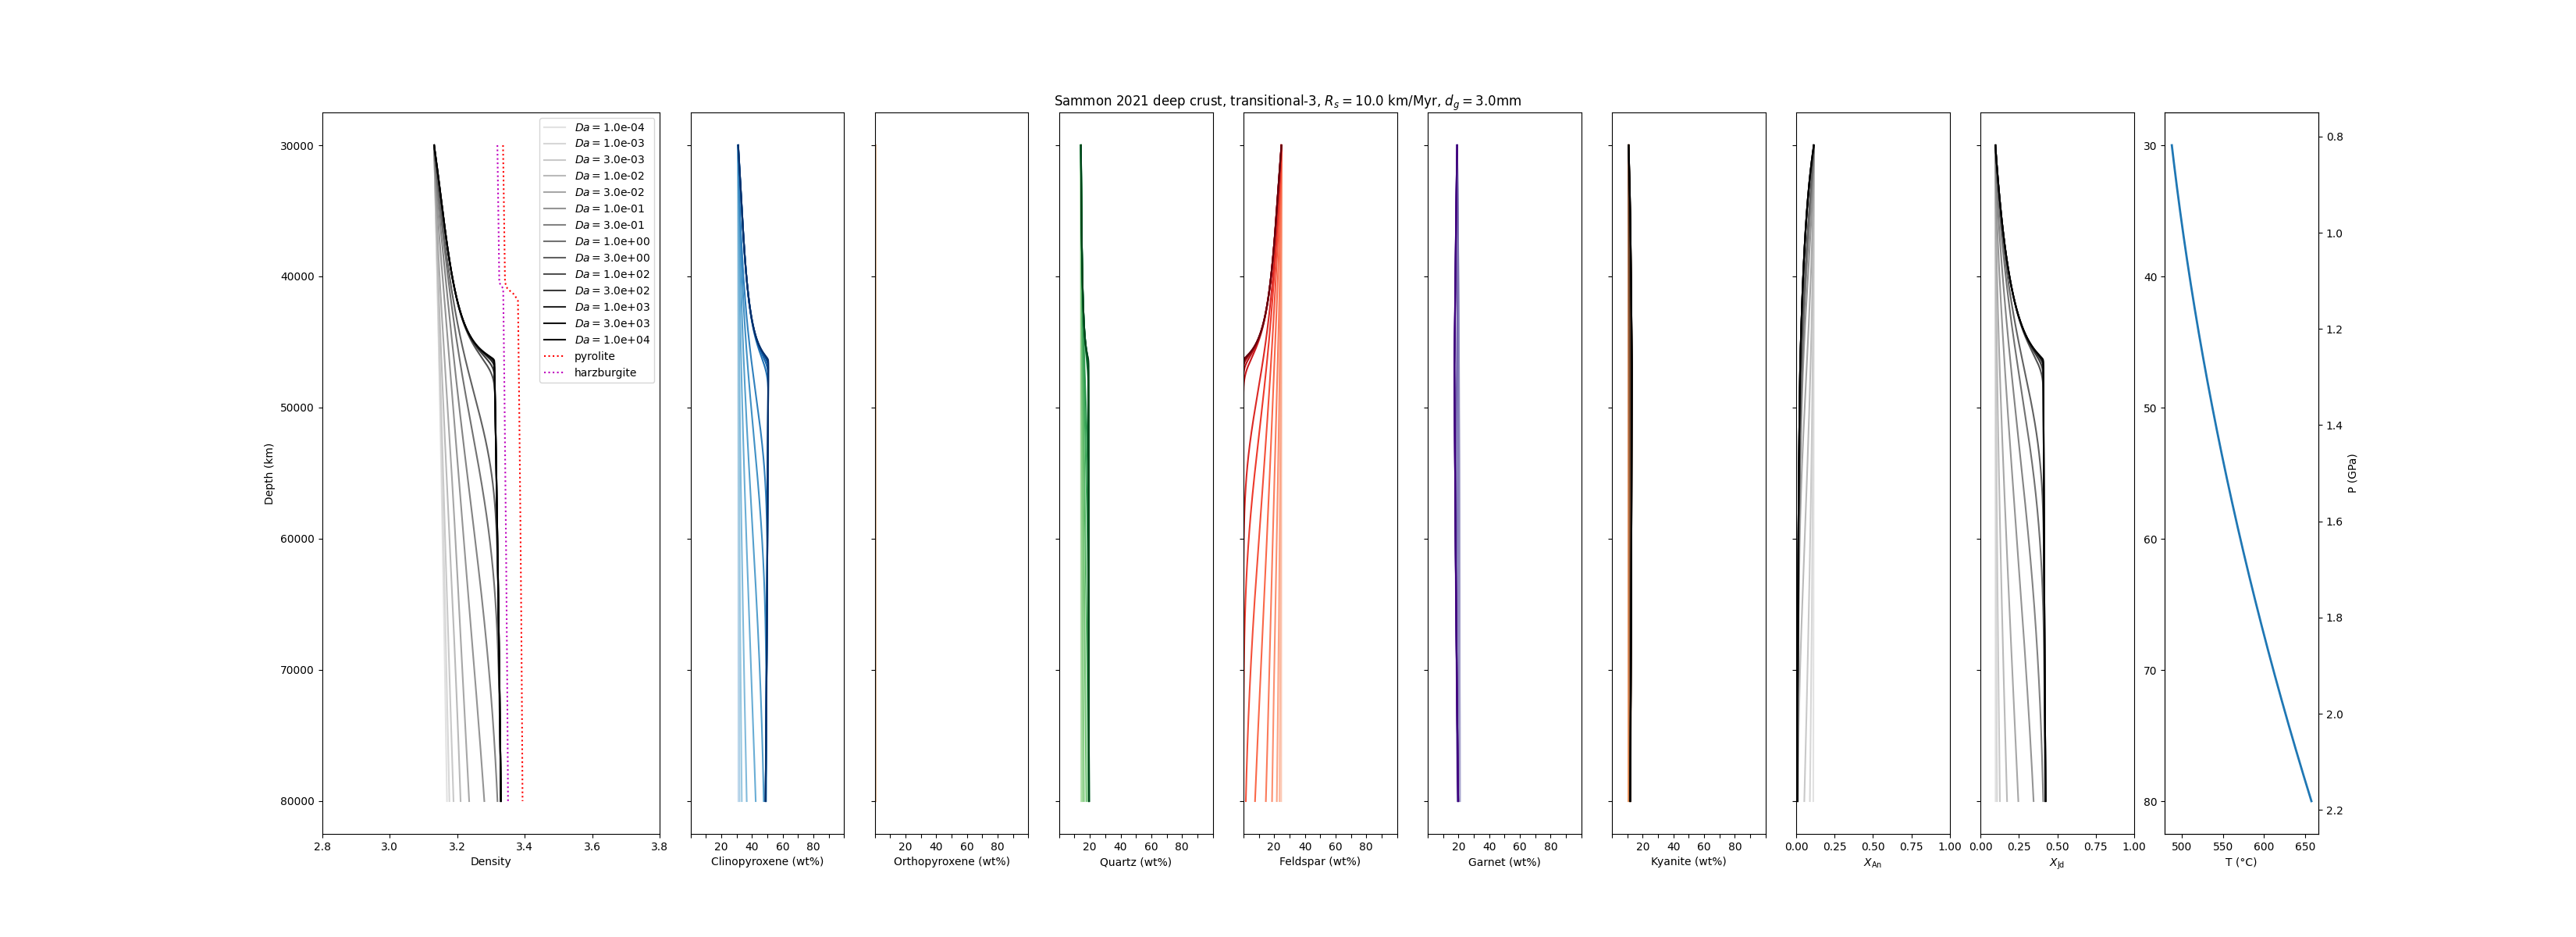 Sammon 2021 deep crust, transitional-3, R_s = 10.0 km/Myr, d_g = 3.0mm
Da = 1.0e-04
Da = 1.0e-03
Da = 3.0e-03
Da = 1.0e-02
Da = 3.0e-02
Da = 1.0e-01
Da = 3.0e-01
Da = 1.0e+00
Da = 3.0e+00
Da = 1.0e+02
Da = 3.0e+02
Da = 1.0e+03
Da = 3.0e+03
Da = 1.0e+04
pyrolite
harzburgite
Depth (km)
30000
40000
50000
60000
70000
80000
2.8 3.0 3.2 3.4 3.6 3.8
Density
20 40 60 80
Clinopyroxene (wt%)
20 40 60 80
Orthopyroxene (wt%)
20 40 60 80
Quartz (wt%)
20 40 60 80
Feldspar (wt%)
20 40 60 80
Garnet (wt%)
20 40 60 80
Kyanite (wt%)
0.00 0.25 0.50 0.75 1.00
X_An
0.00 0.25 0.50 0.75 1.00
X_Jd
30
40
50
60
70
80
500 550 600 650
T (°C)
0.8
1.0
1.2
1.4
1.6
1.8
2.0
2.2
P (GPa)